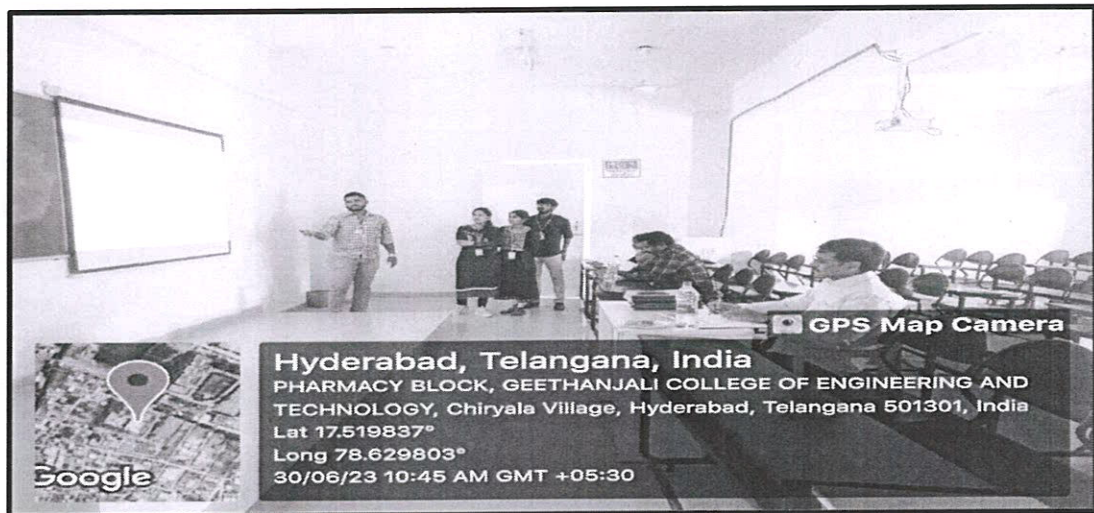 GPS Map Camera
Hyderabad, Telangana, India
PHARMACY BLOCK, GEETHANJALI COLLEGE OF ENGINEERING AND
TECHNOLOGY, Chiryala Village, Hyderabad, Telangana 501301, India
Lat 17.519837°
Long 78.629803°
30/06/23 10:45 AM GMT +05:30
Google